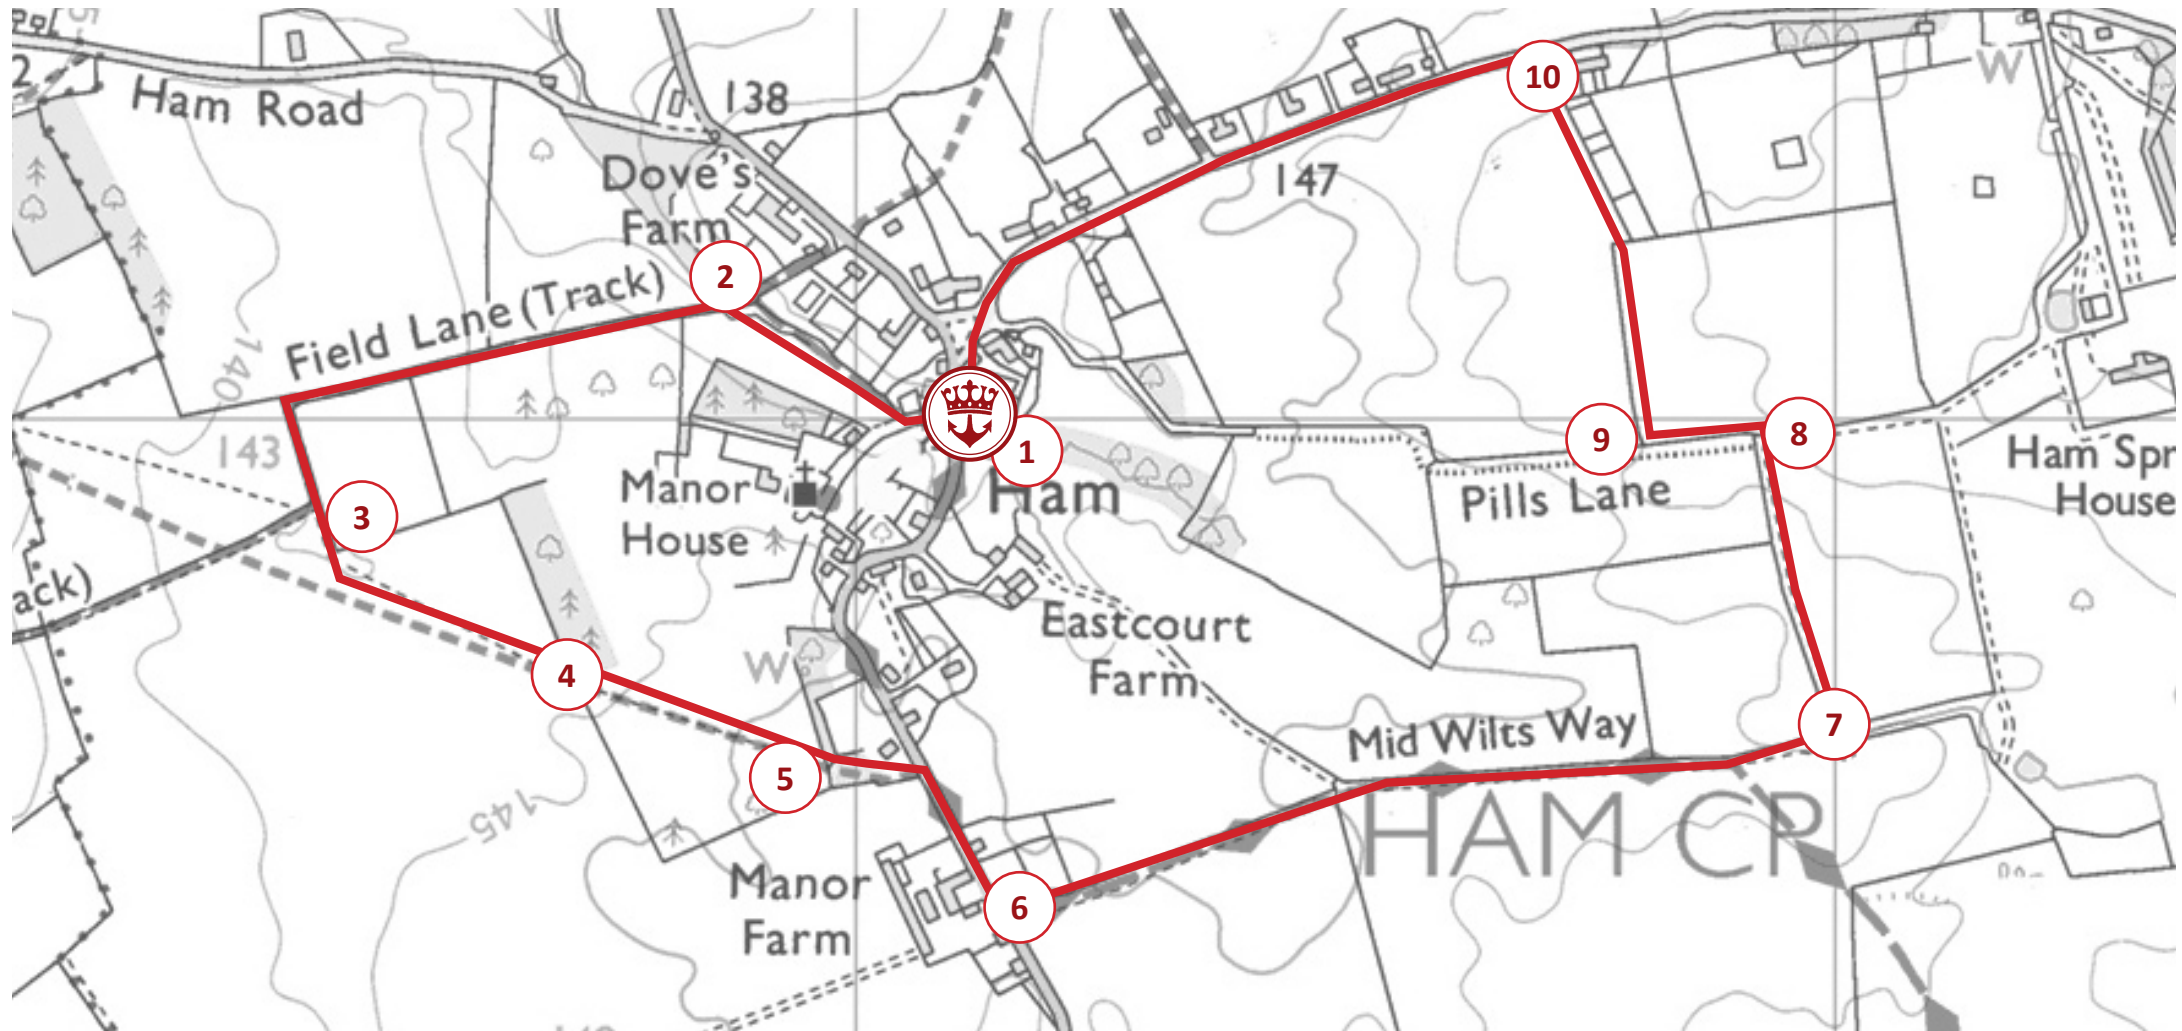 2
Ham Road
138
10
W
Dove's
Farm
147
2
Field Lane (Track)
140
143
9
8
1
Ham
Manor
House
3
Pills Lane
Ham Spr
House
ack)
Eastcourt
Farm
W
4
Mid Wilts Way
7
5
145
HAM CP
Manor
Farm
6